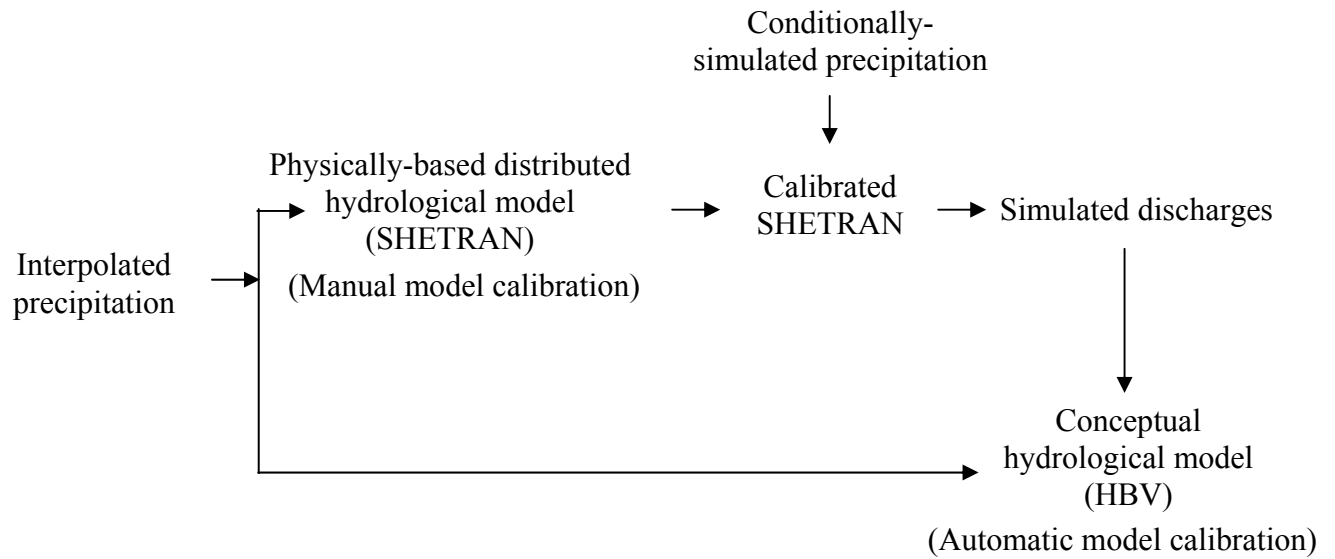 Conditionally-
simulated precipitation
Physically-based distributed
hydrological model
(SHETRAN)
(Manual model calibration)
Calibrated
SHETRAN
Simulated discharges
Interpolated
precipitation
Conceptual
hydrological model
(HBV)
(Automatic model calibration)